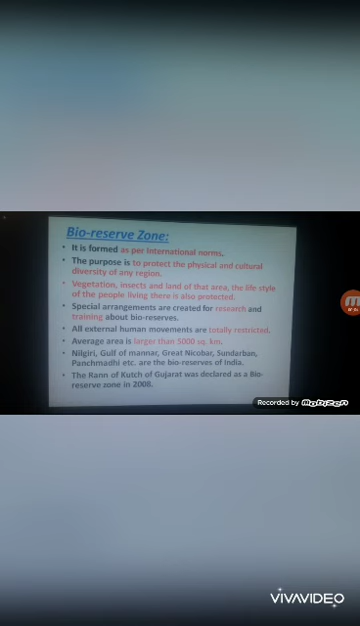 Bio-reserve Zone:
• It is formed as per international norms.
• The purpose is to protect the physical and cultural
diversity of any region.
• Vegetation, insects and land of that area, the life style
of the people living there is also protected.
• Special arrangements are created for research and
training about bio-reserves.
• All external human movements are totally restricted.
• Average area is larger than 5000 sq. km.
• Nilgiri, Gulf of mannar, Great Nicobar, Sundarban,
Panchmadhi etc. are the bio-reserves of India.
• The Rann of Kutch of Gujarat was declared as a Bio-
reserve zone in 2008.
Recorded by mobizen
VIVAVIDEO